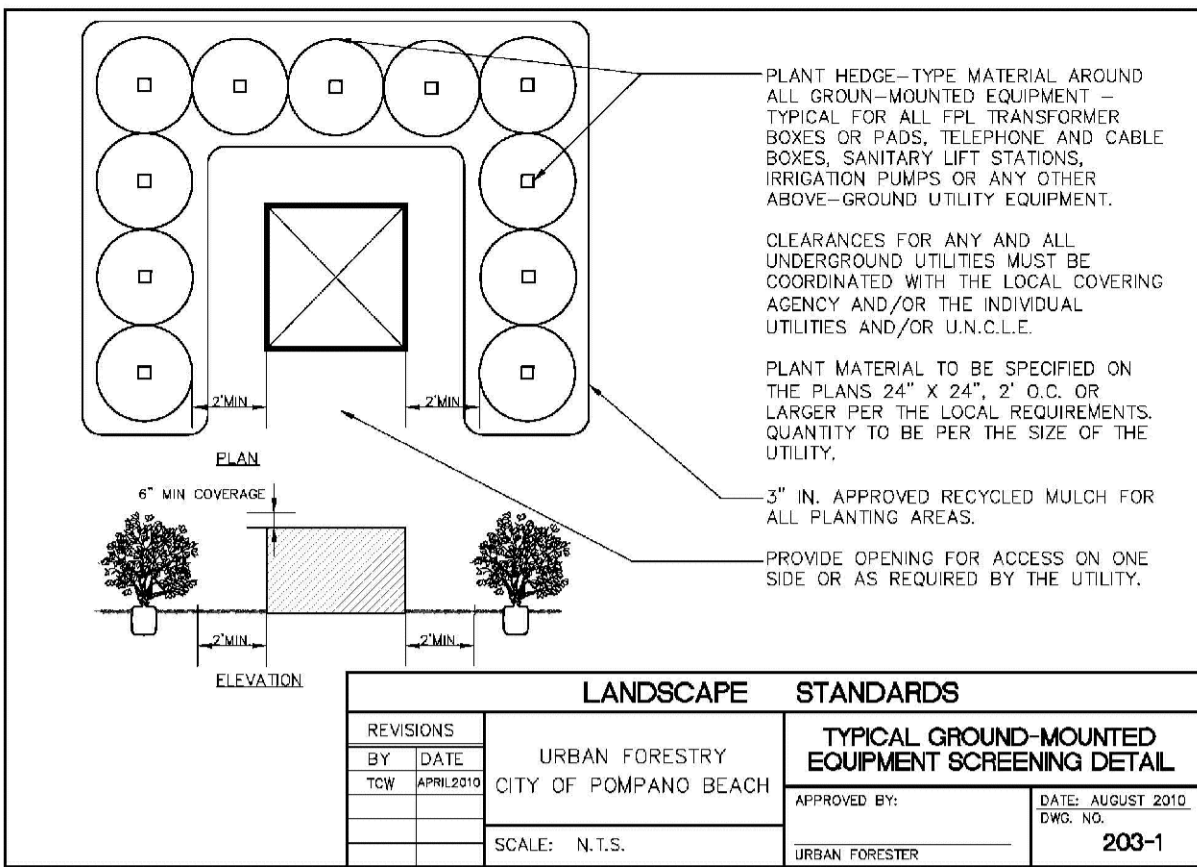 PLANT HEDGE-TYPE MATERIAL AROUND
ALL GROUN-MOUNTED EQUIPMENT -
TYPICAL FOR ALL FPL TRANSFORMER
BOXES OR PADS, TELEPHONE AND CABLE
BOXES, SANITARY LIFT STATIONS,
IRRIGATION PUMPS OR ANY OTHER
ABOVE-GROUND UTILITY EQUIPMENT.
CLEARANCES FOR ANY AND ALL
UNDERGROUND UTILITIES MUST BE
COORDINATED WITH THE LOCAL COVERING
AGENCY AND/OR THE INDIVIDUAL
UTILITIES AND/OR U.N.C.L.E.
PLANT MATERIAL TO BE SPECIFIED ON
THE PLANS 24" X 24", 2' O.C. OR
LARGER PER THE LOCAL REQUIREMENTS.
QUANTITY TO BE PER THE SIZE OF THE
UTILITY.
3" IN. APPROVED RECYCLED MULCH FOR
ALL PLANTING AREAS.
PROVIDE OPENING FOR ACCESS ON ONE
SIDE OR AS REQUIRED BY THE UTILITY.
2'MIN.
2'MIN.
PLAN
6" MIN COVERAGE
2'MIN.
2'MIN.
ELEVATION
LANDSCAPE STANDARDS
REVISIONS
BY DATE
TCW APRIL2010
URBAN FORESTRY
CITY OF POMPANO BEACH
SCALE: N.T.S.
TYPICAL GROUND-MOUNTED
EQUIPMENT SCREENING DETAIL
APPROVED BY:
URBAN FORESTER
DATE: AUGUST 2010
DWG. NO.
203-1